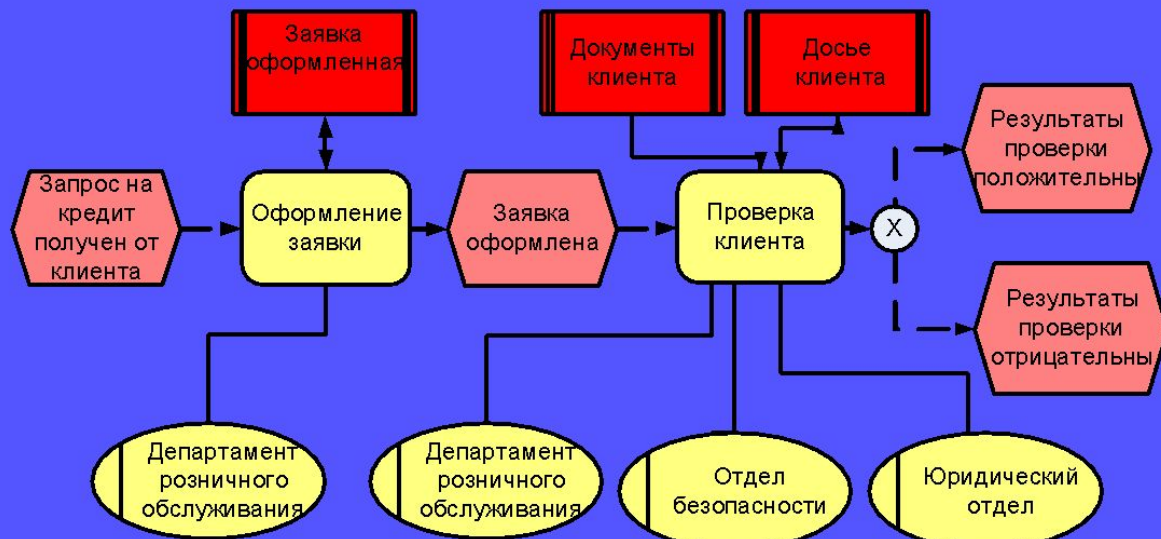 Заявка
оформленная
Документы
клиента
Досье
клиента
Запрос на
кредит
получен от
клиента
Оформление
заявки
Заявка
оформлена
Проверка
клиента
X
Результаты
проверки
положительны
Результаты
проверки
отрицательны
Департамент
розничного
обслуживания
Департамент
розничного
обслуживания
Отдел
безопасности
Юридический
отдел